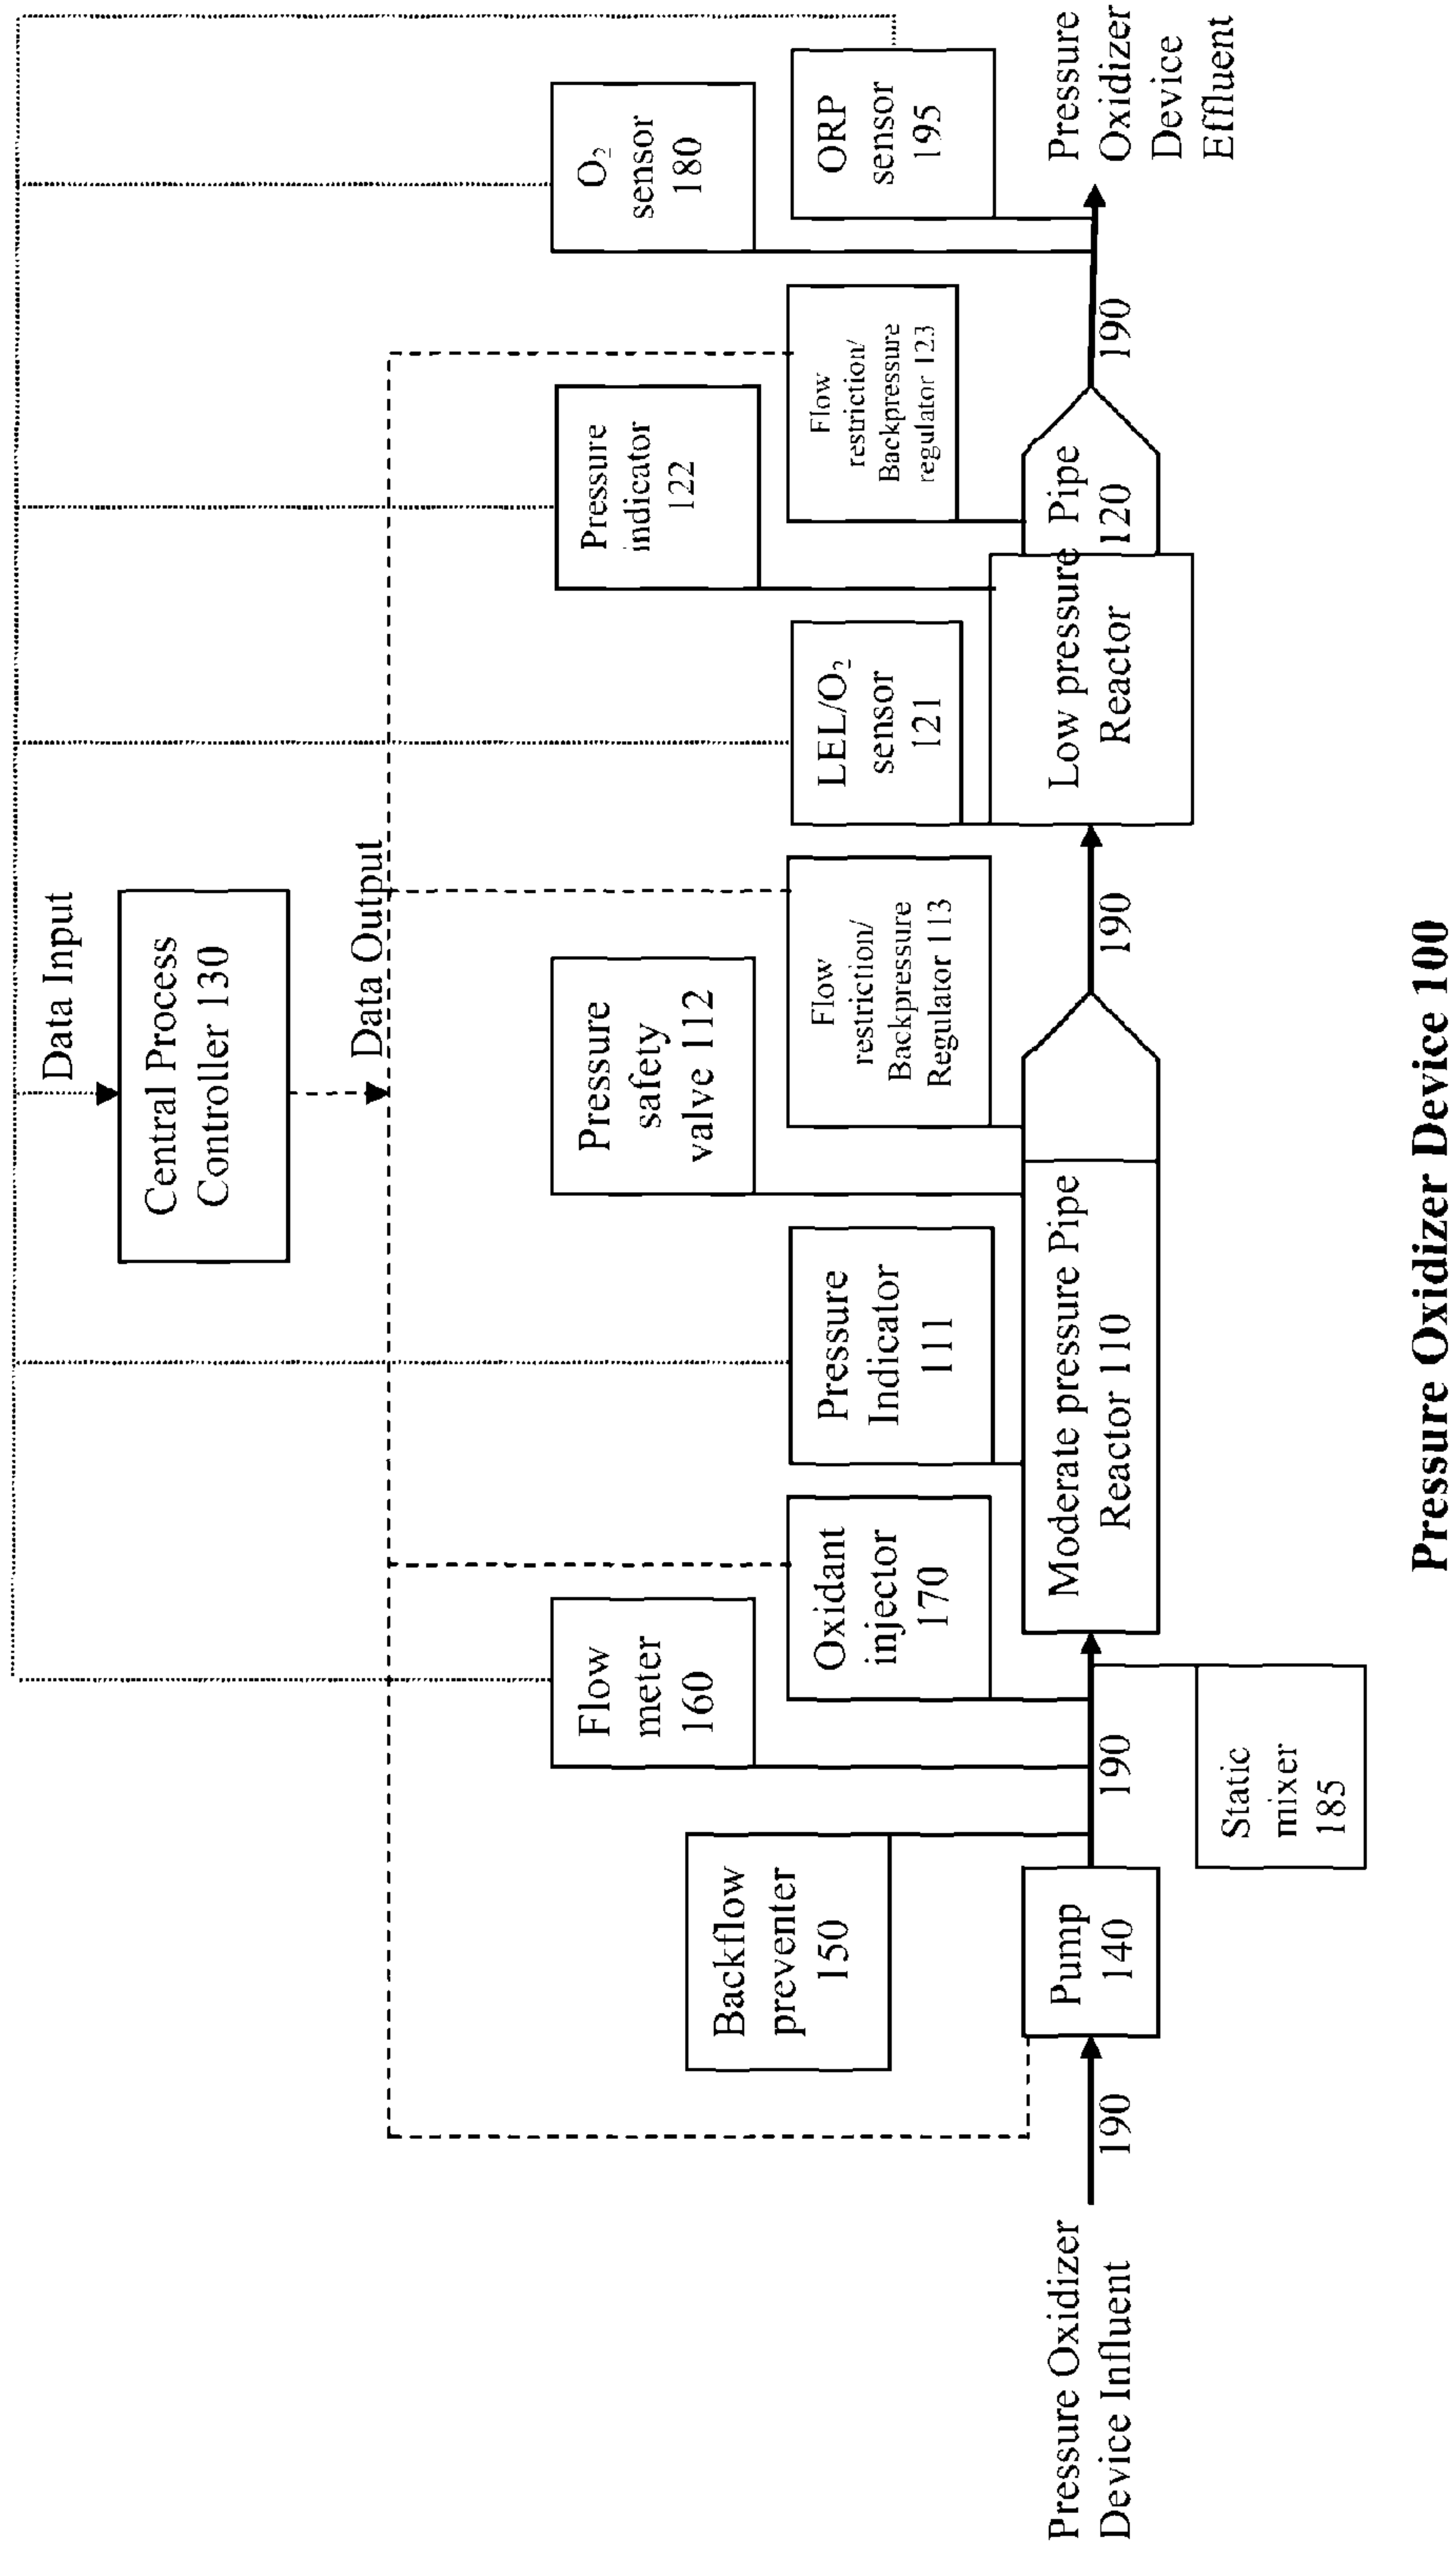 Data Input
Central Process
Controller 130
Data Output
Flow
meter
160
Pressure
safety
valve 112
Pressure
indicator
122
O₂
sensor
180
Backflow
preventer
150
Oxidant
injector
170
Pressure
Indicator
111
Flow
restriction/
Backpressure
Regulator 113
LEL/O₂
sensor
121
Flow
restriction/
Backpressure
regulator 123
ORP
sensor
195
Pressure Oxidizer
Device Influent
190
Pump
140
190
Moderate pressure Pipe
Reactor 110
190
Low pressure Pipe
Reactor 120
190
Pressure
Oxidizer
Device
Effluent
Static
mixer
185
Pressure Oxidizer Device 100